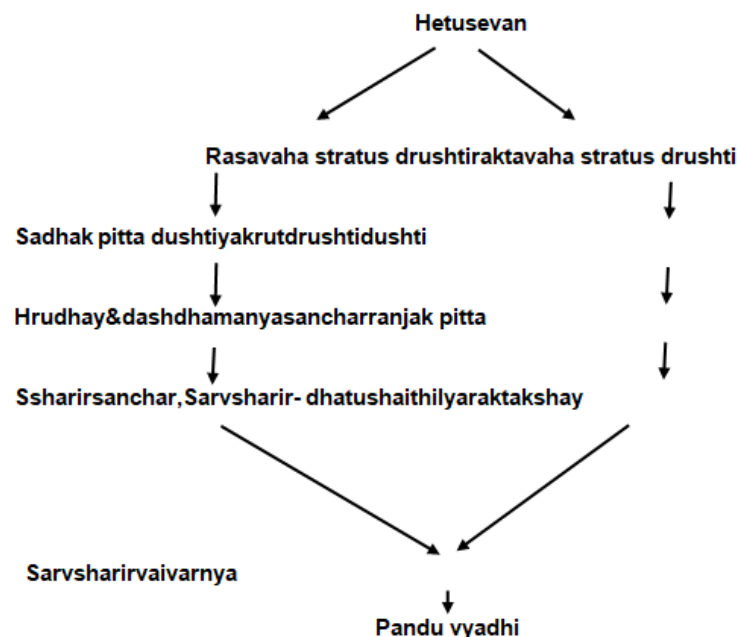 Hetusevan
Rasavaha stratus drushtiraktavaha stratus drushti
Sadhak pitta dushtiyakrutdrushtidushti
Hrudhay&dashdhamanyasancharranjak pitta
Ssharirsanchar,Sarvsharir- dhatushaithilyaraktakshay
Sarvsharirvaivarnya
Pandu vyadhi